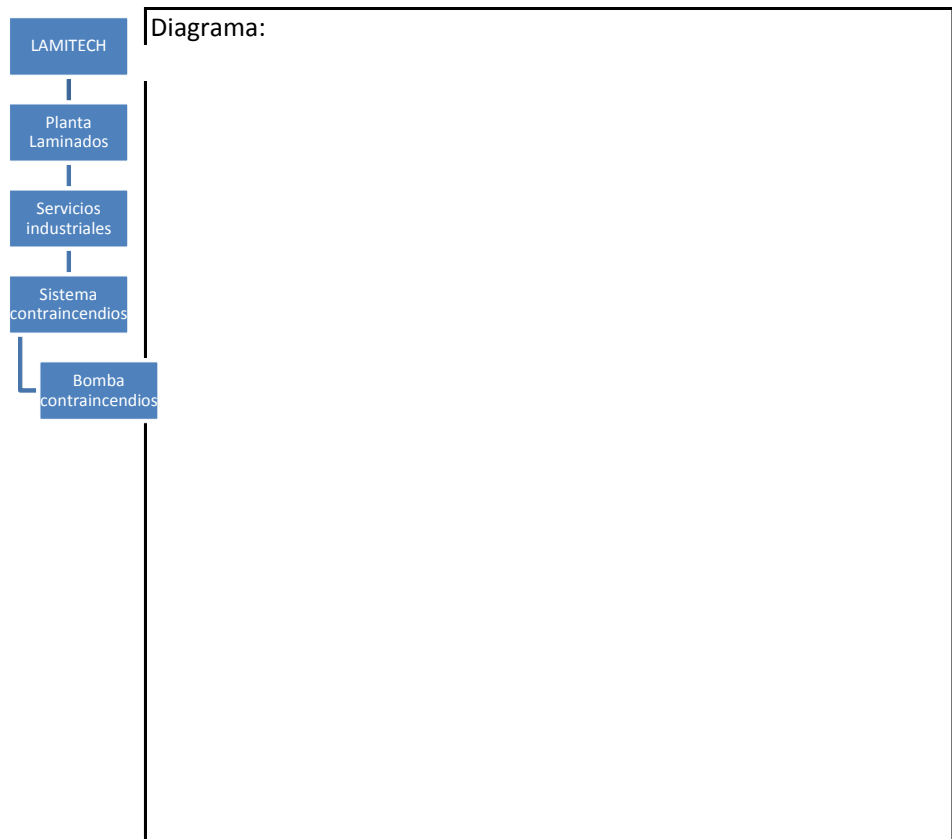 LAMITECH
Planta
Laminados
Servicios
industriales
Sistema
contraincendios
Bomba
contraincendios
Diagrama: